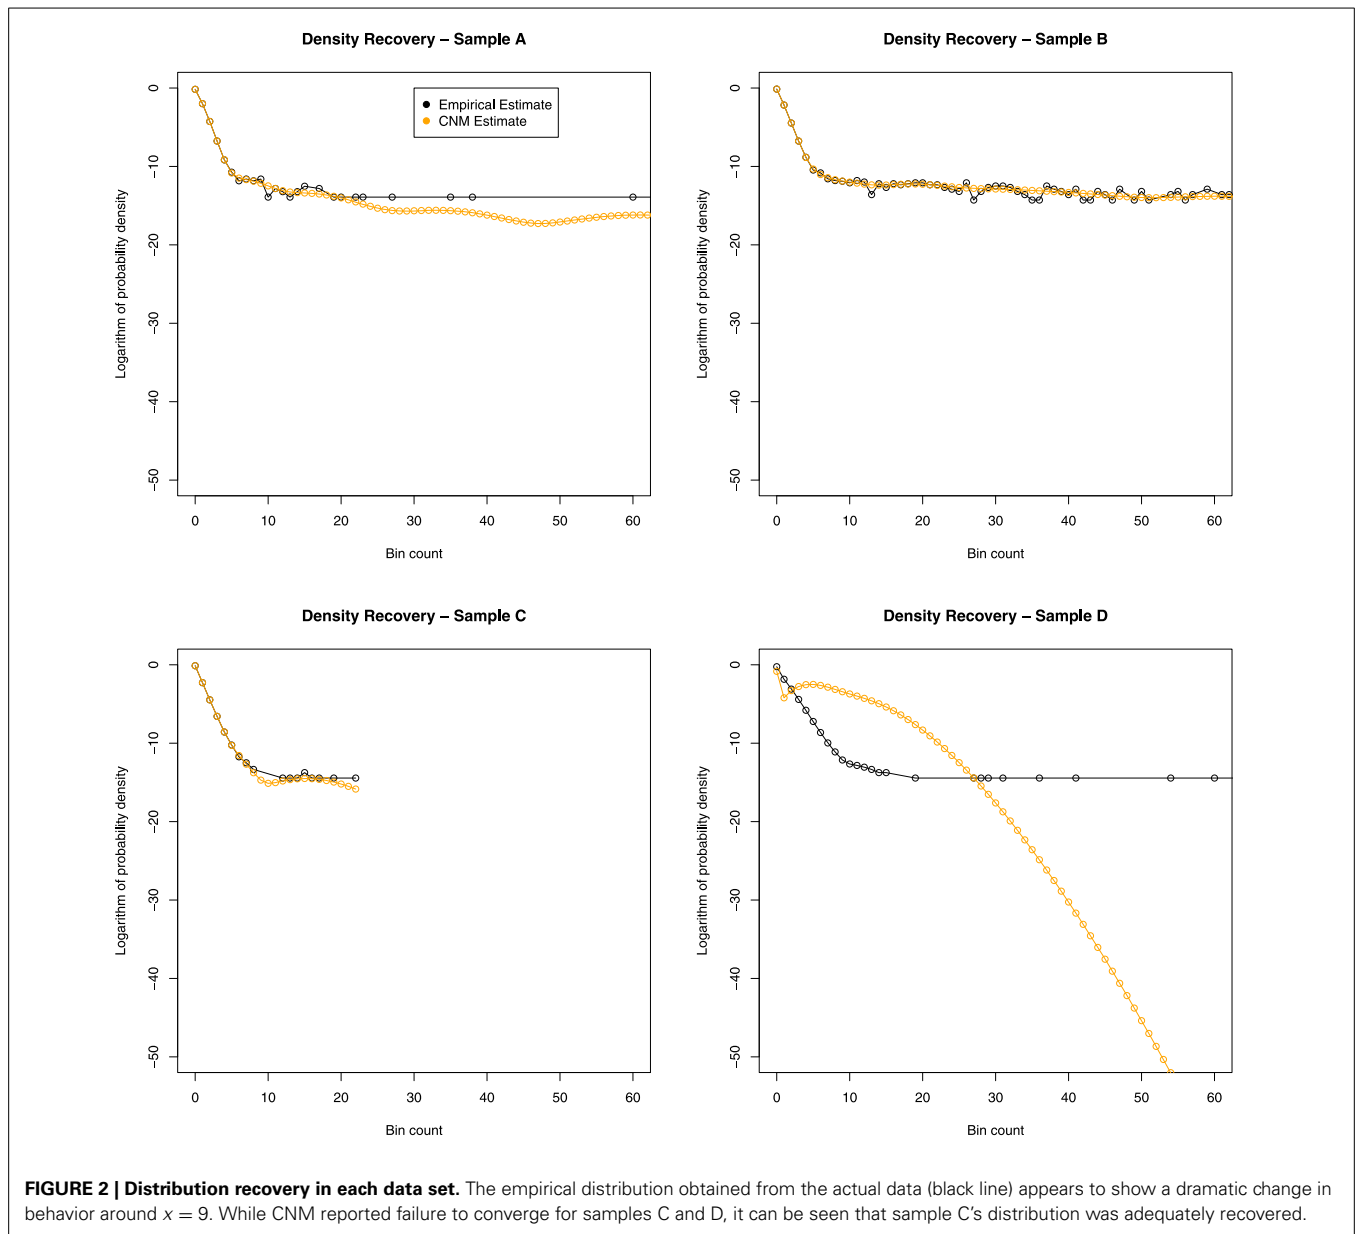 Density Recovery – Sample A
Logarithm of probability density
0
−10
−20
−30
−40
−50
Empirical Estimate
CNM Estimate
0 10 20 30 40 50 60
Bin count
Density Recovery – Sample B
Logarithm of probability density
0
−10
−20
−30
−40
−50
0 10 20 30 40 50 60
Bin count
Density Recovery – Sample C
Logarithm of probability density
0
−10
−20
−30
−40
−50
0 10 20 30 40 50 60
Bin count
Density Recovery – Sample D
Logarithm of probability density
0
−10
−20
−30
−40
−50
0 10 20 30 40 50 60
Bin count
FIGURE 2 | Distribution recovery in each data set. The empirical distribution obtained from the actual data (black line) appears to show a dramatic change in
behavior around x = 9. While CNM reported failure to converge for samples C and D, it can be seen that sample C's distribution was adequately recovered.